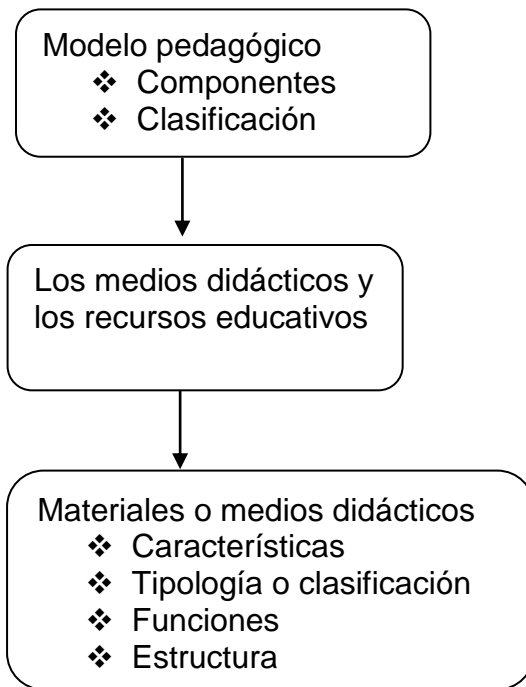 Modelo pedagógico
❖ Componentes
❖ Clasificación
Los medios didácticos y
los recursos educativos
Materiales o medios didácticos
❖ Características
❖ Tipología o clasificación
❖ Funciones
❖ Estructura